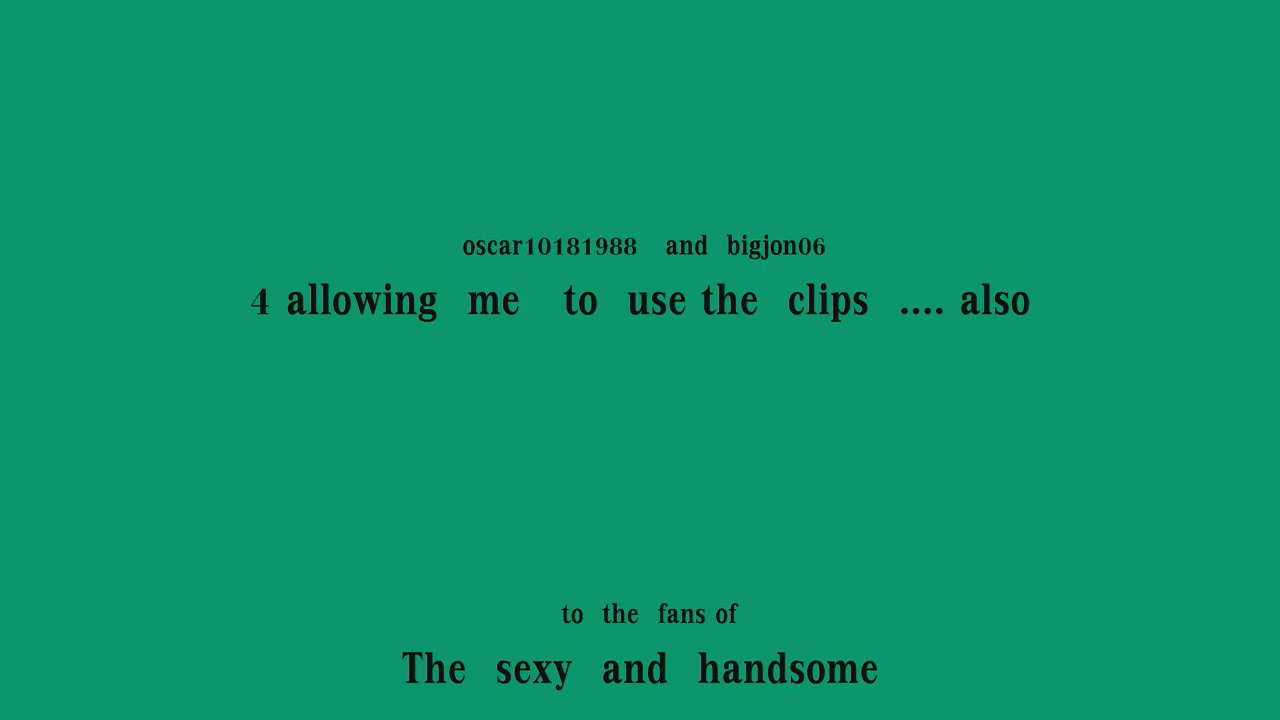 oscar10181988 and bigjon06
4 allowing me to use the clips .... also
to the fans of
The sexy and handsome